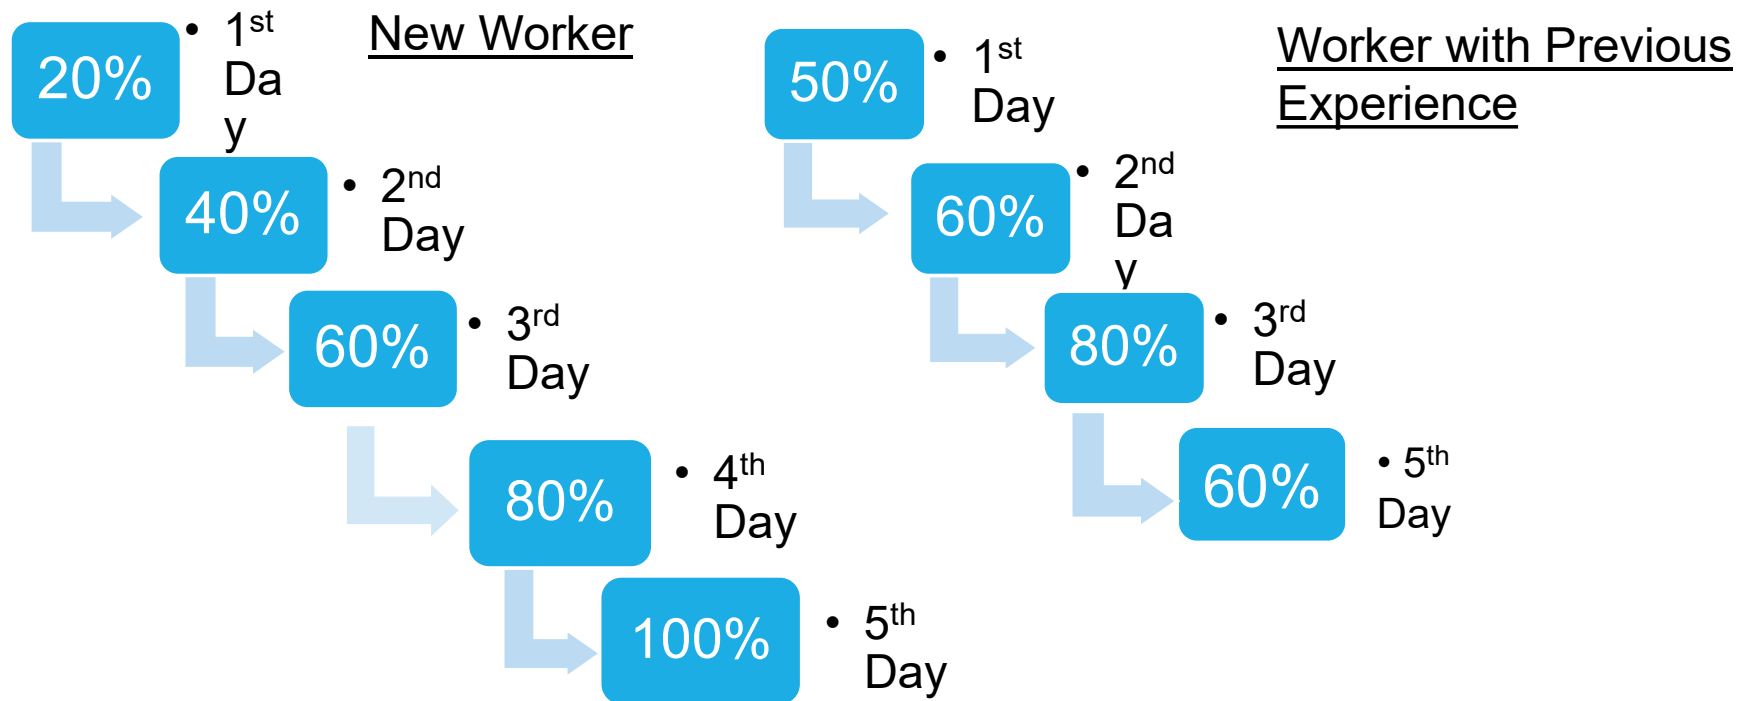 New Worker
20%
• 1st
Da
y
40%
• 2nd
Day
60%
• 3rd
Day
80%
• 4th
Day
100%
• 5th
Day
Worker with Previous
Experience
50%
• 1st
Day
60%
• 2nd
Da
y
80%
• 3rd
Day
60%
• 5th
Day